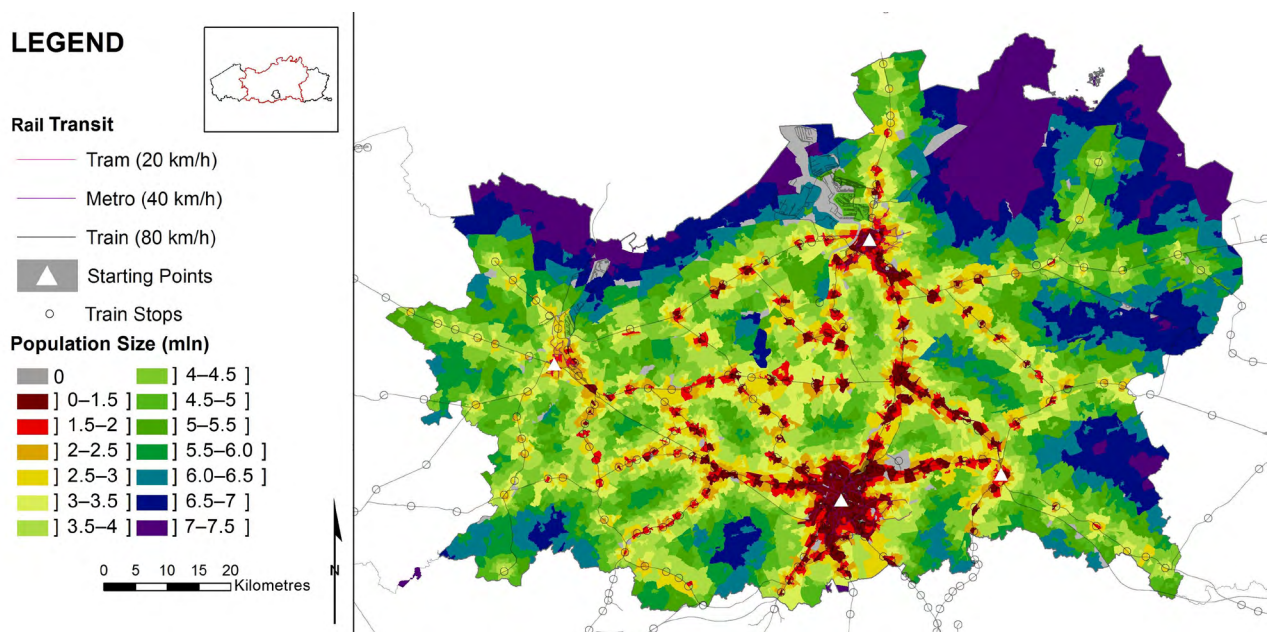 LEGEND
Rail Transit
Tram (20 km/h)
Metro (40 km/h)
Train (80 km/h)
Starting Points
Train Stops
Population Size (mln)
0 ] 4–4.5 ]
] 0–1.5 ] ] 4.5–5 ]
] 1.5–2 ] ] 5–5.5 ]
] 2–2.5 ] ] 5.5–6.0 ]
] 2.5–3 ] ] 6.0–6.5 ]
] 3–3.5 ] ] 6.5–7 ]
] 3.5–4 ] ] 7–7.5 ]
0 5 10 15 20
Kilometres
N